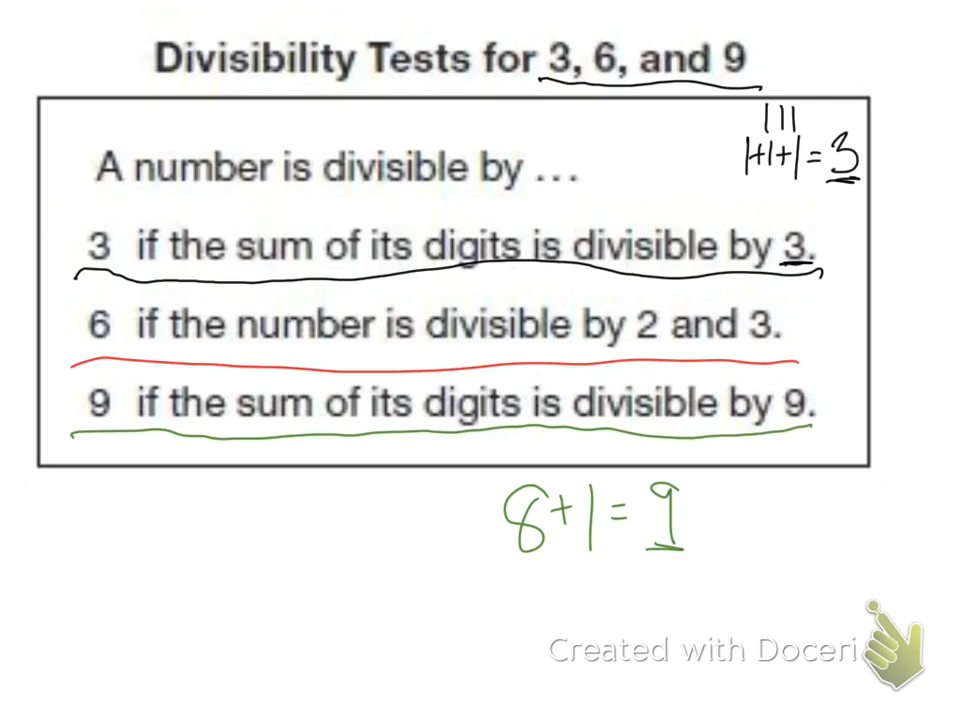 Divisibility Tests for 3, 6, and 9
111
1+1+1=3
A number is divisible by ...
3 if the sum of its digits is divisible by 3.
6 if the number is divisible by 2 and 3.
9 if the sum of its digits is divisible by 9.
8+1=9
Created with Doceri